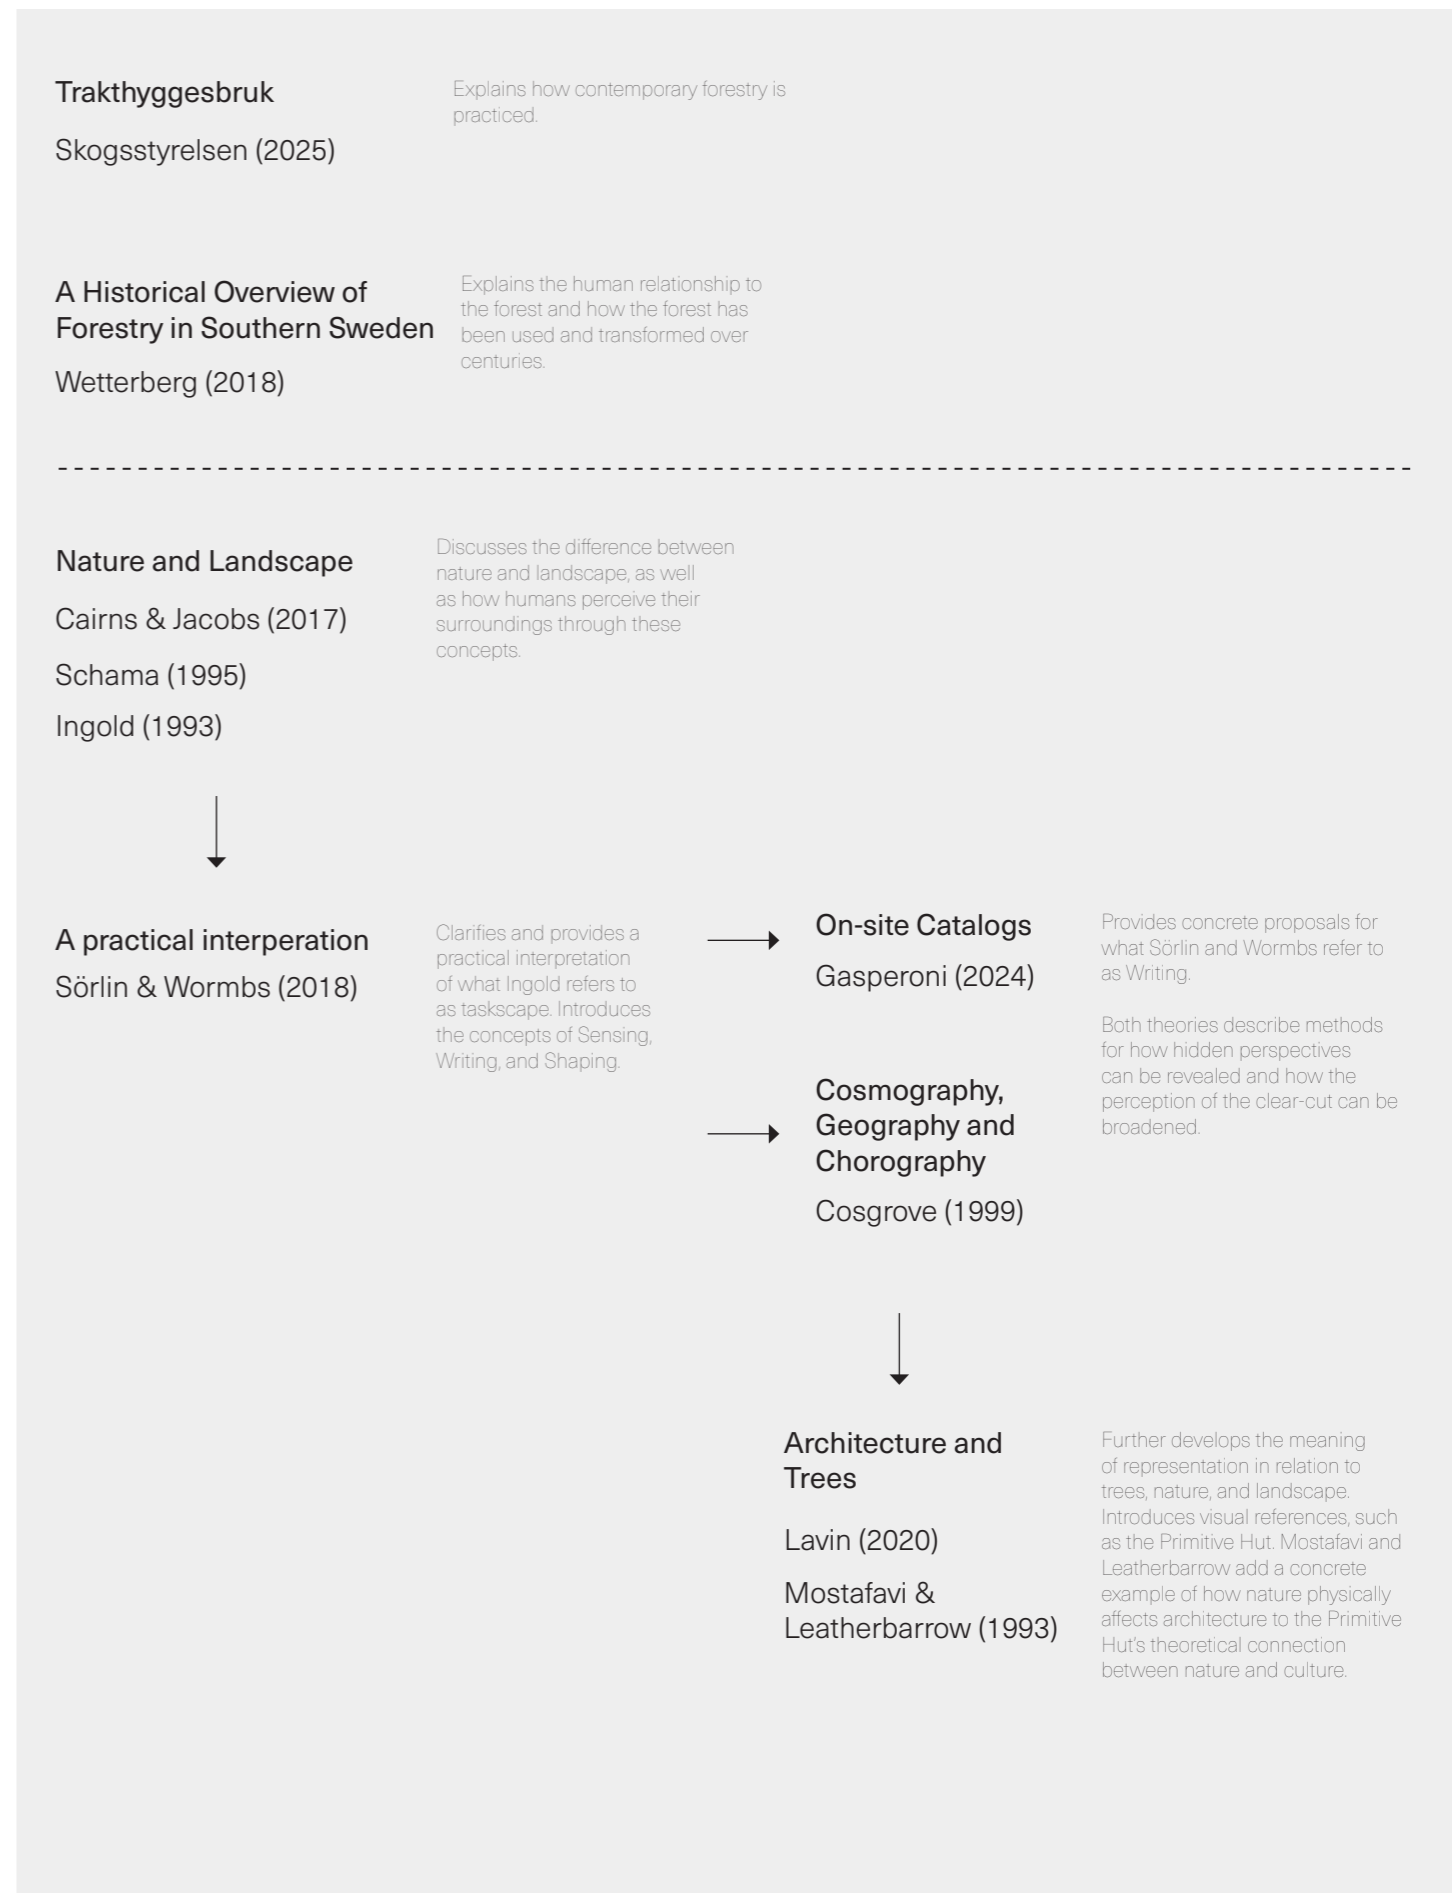 Trakthyggesbruk
Skogsstyrelsen (2025)
Explains how contemporary forestry is
practiced.
A Historical Overview of
Forestry in Southern Sweden
Wetterberg (2018)
Explains the human relationship to
the forest and how the forest has
been used and transformed over
centuries.
Nature and Landscape
Cairns & Jacobs (2017)
Schama (1995)
Ingold (1993)
Discusses the difference between
nature and landscape, as well
as how humans perceive their
surroundings through these
concepts.
A practical interperation
Sörlin & Wormbs (2018)
Clarifies and provides a
practical interpretation
of what Ingold refers to
as taskscape. Introduces
the concepts of Sensing,
Writing, and Shaping.
On-site Catalogs
Gasperoni (2024)
Cosmography,
Geography and
Chorography
Cosgrove (1999)
Provides concrete proposals for
what Sörlin and Wormbs refer to
as Writing.
Both theories describe methods
for how hidden perspectives
can be revealed and how the
perception of the clear-cut can be
broadened.
Architecture and
Trees
Lavin (2020)
Mostafavi &
Leatherbarrow (1993)
Further develops the meaning
of representation in relation to
trees, nature, and landscape.
Introduces visual references, such
as the Primitive Hut. Mostafavi and
Leatherbarrow add a concrete
example of how nature physically
affects architecture to the Primitive
Hut's theoretical connection
between nature and culture.